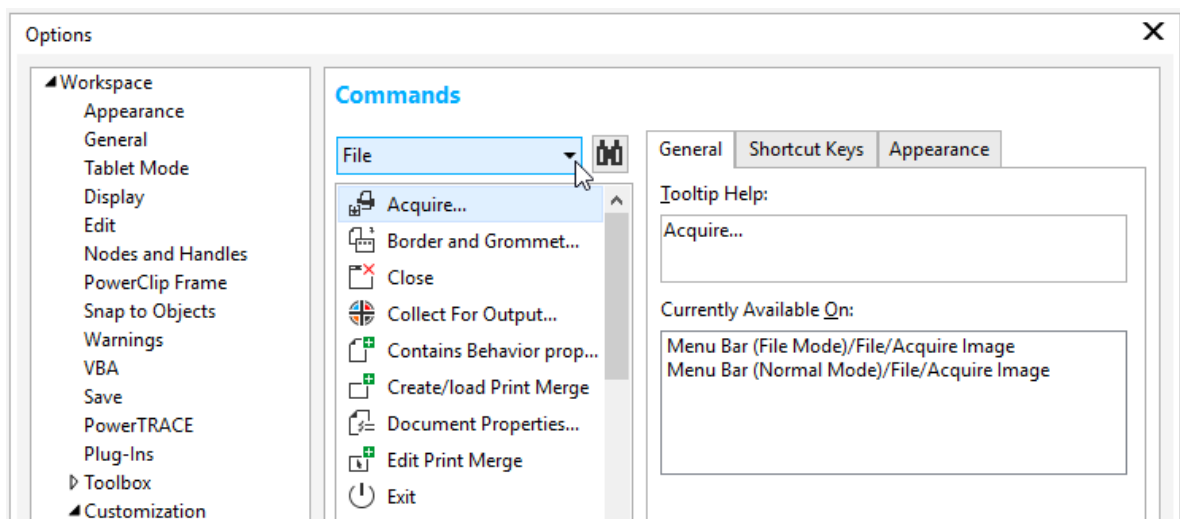 Options
Workspace
Appearance
General
Tablet Mode
Display
Edit
Nodes and Handles
PowerClip Frame
Snap to Objects
Warnings
VBA
Save
PowerTRACE
Plug-Ins
Toolbox
Customization
Commands
File
Acquire...
Border and Grommet...
Close
Collect For Output...
Contains Behavior prop...
Create/load Print Merge
Document Properties...
Edit Print Merge
Exit
General
Shortcut Keys
Appearance
Tooltip Help:
Acquire...
Currently Available On:
Menu Bar (File Mode)/File/Acquire Image
Menu Bar (Normal Mode)/File/Acquire Image